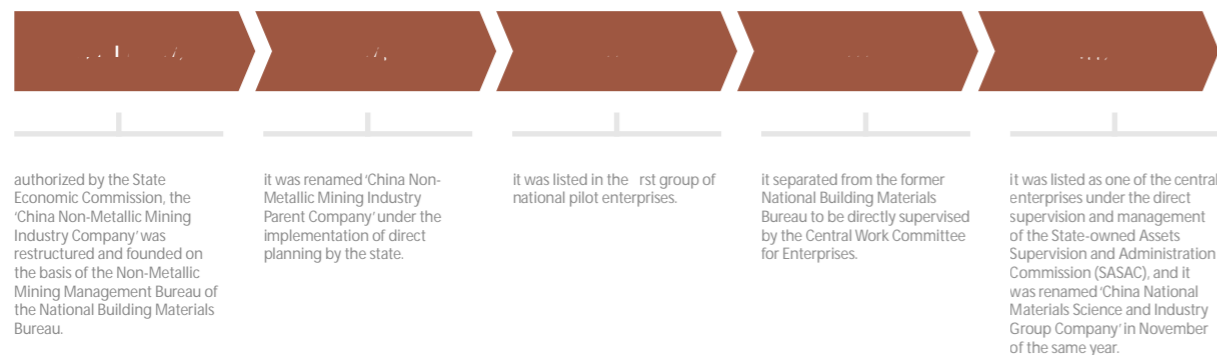 authorized by the State
Economic Commission, the
‘China Non-Metallic Mining
Industry Company’ was
restructured and founded on
the basis of the Non-Metallic
Mining Management Bureau of
the National Building Materials
Bureau.
it was renamed ‘China Non-
Metallic Mining Industry
Parent Company’ under the
implementation of direct
planning by the state.
it was listed in the rst group of
national pilot enterprises.
it separated from the former
National Building Materials
Bureau to be directly supervised
by the Central Work Committee
for Enterprises.
it was listed as one of the central
enterprises under the direct
supervision and management
of the State-owned Assets
Supervision and Administration
Commission (SASAC), and it
was renamed ‘China National
Materials Science and Industry
Group Company’ in November
of the same year.